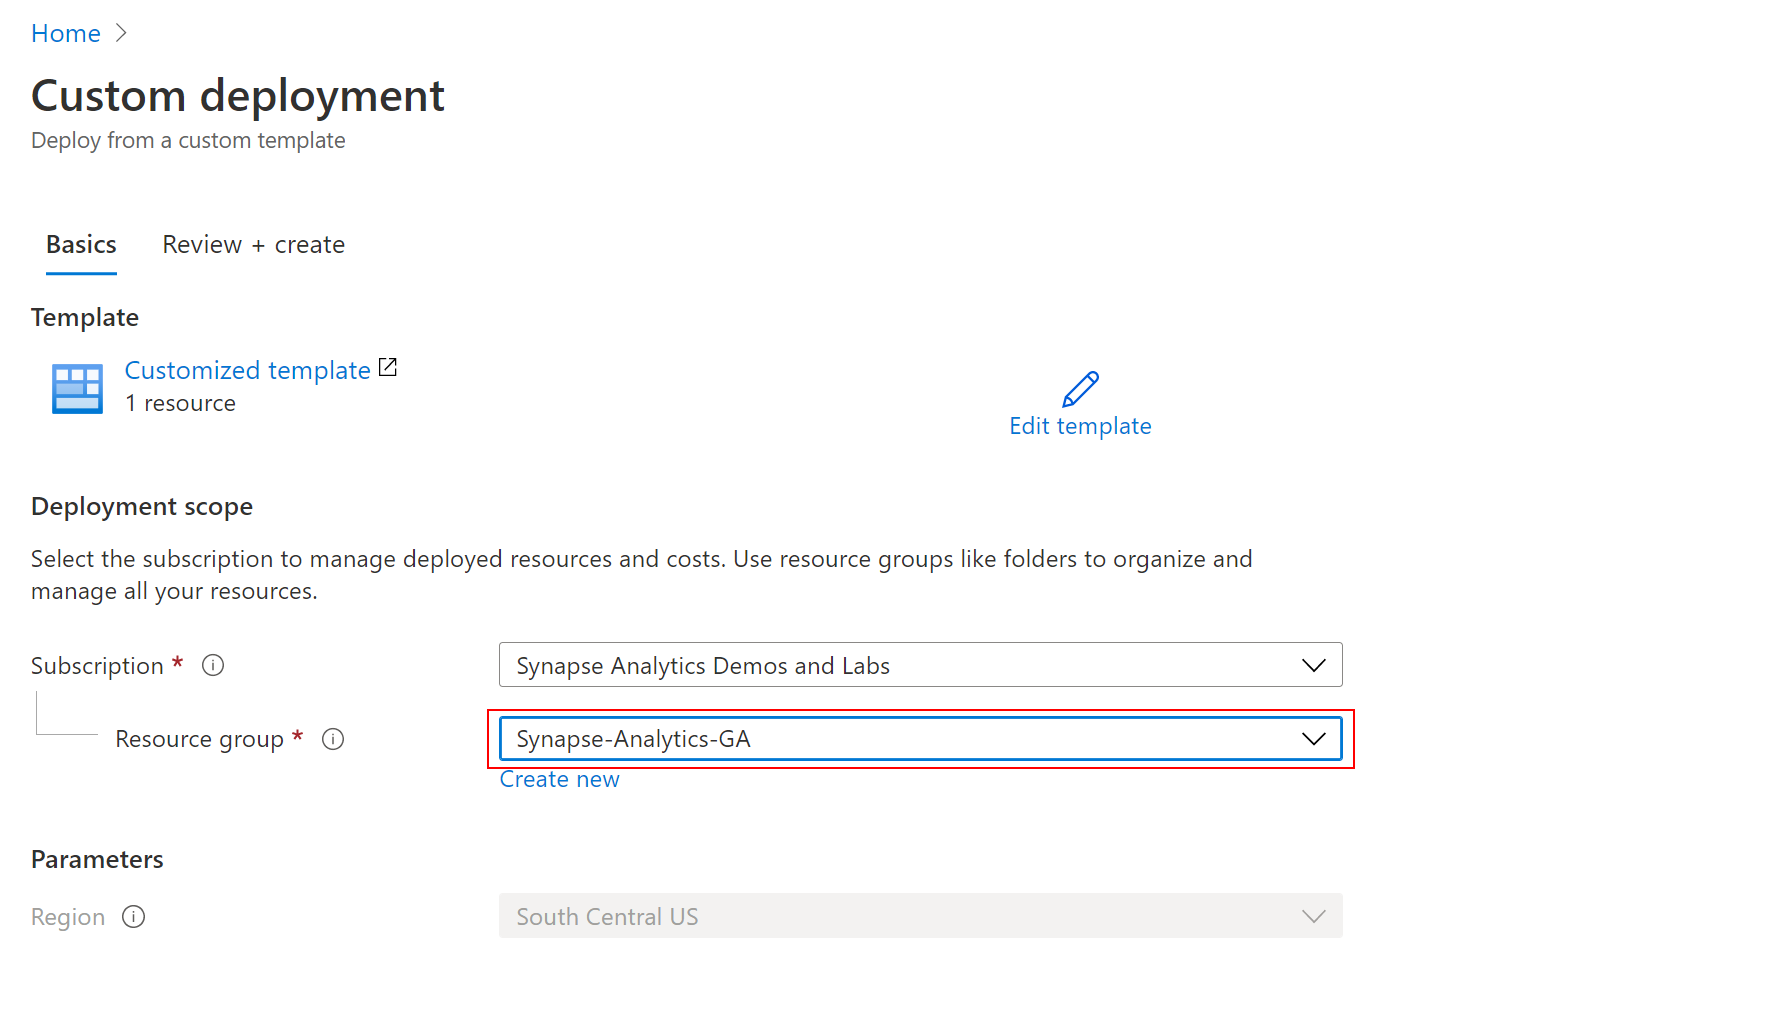 Home
Custom deployment
Deploy from a custom template
Basics
Review + create
Template
Customized template
1 resource
Edit template
Deployment scope
Select the subscription to manage deployed resources and costs. Use resource groups like folders to organize and
manage all your resources.
Subscription *
Synapse Analytics Demos and Labs
Resource group *
Synapse-Analytics-GA
Create new
Parameters
Region
South Central US